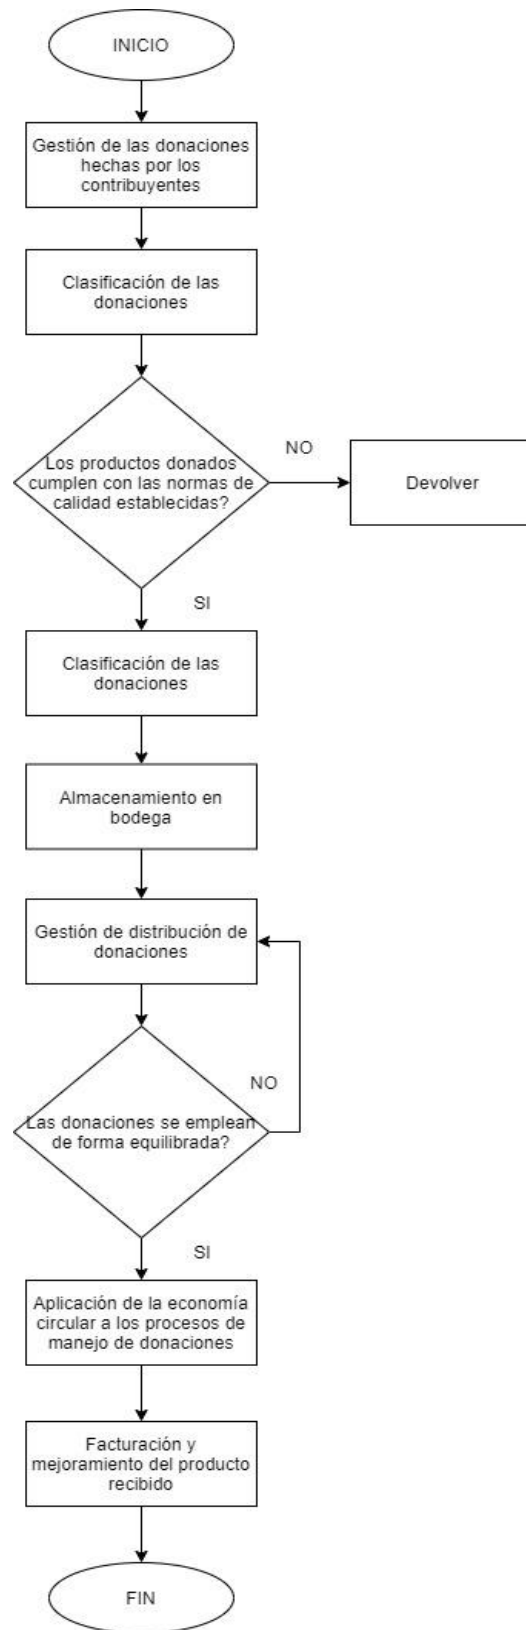 INICIO
Gestión de las donaciones
hechas por los
contribuyentes
Clasificación de las
donaciones
Los productos donados
cumplen con las normas de
calidad establecidas?
NO
Devolver
SI
Clasificación de las
donaciones
Almacenamiento en
bodega
Gestión de distribución de
donaciones
NO
Las donaciones se emplean
de forma equilibrada?
SI
Aplicación de la economía
circular a los procesos de
manejo de donaciones
Facturación y
mejoramiento del producto
recibido
FIN